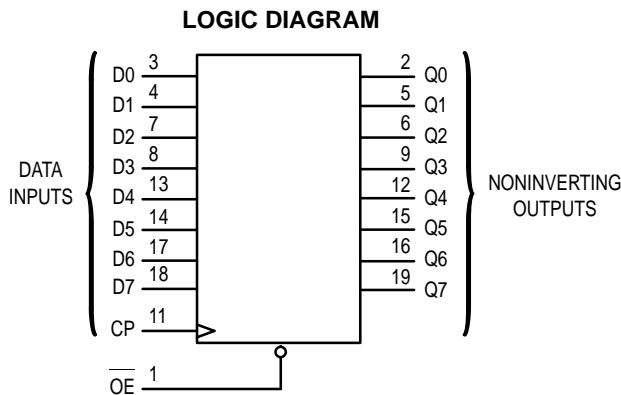 LOGIC DIAGRAM
D0 3 2 Q0
D1 4 5 Q1
D2 7 6 Q2
D3 8 9 Q3
DATA INPUTS
D4 13 12 Q4
NONINVERTING OUTPUTS
D5 14 15 Q5
D6 17 16 Q6
D7 18 19 Q7
CP 11
OE 1